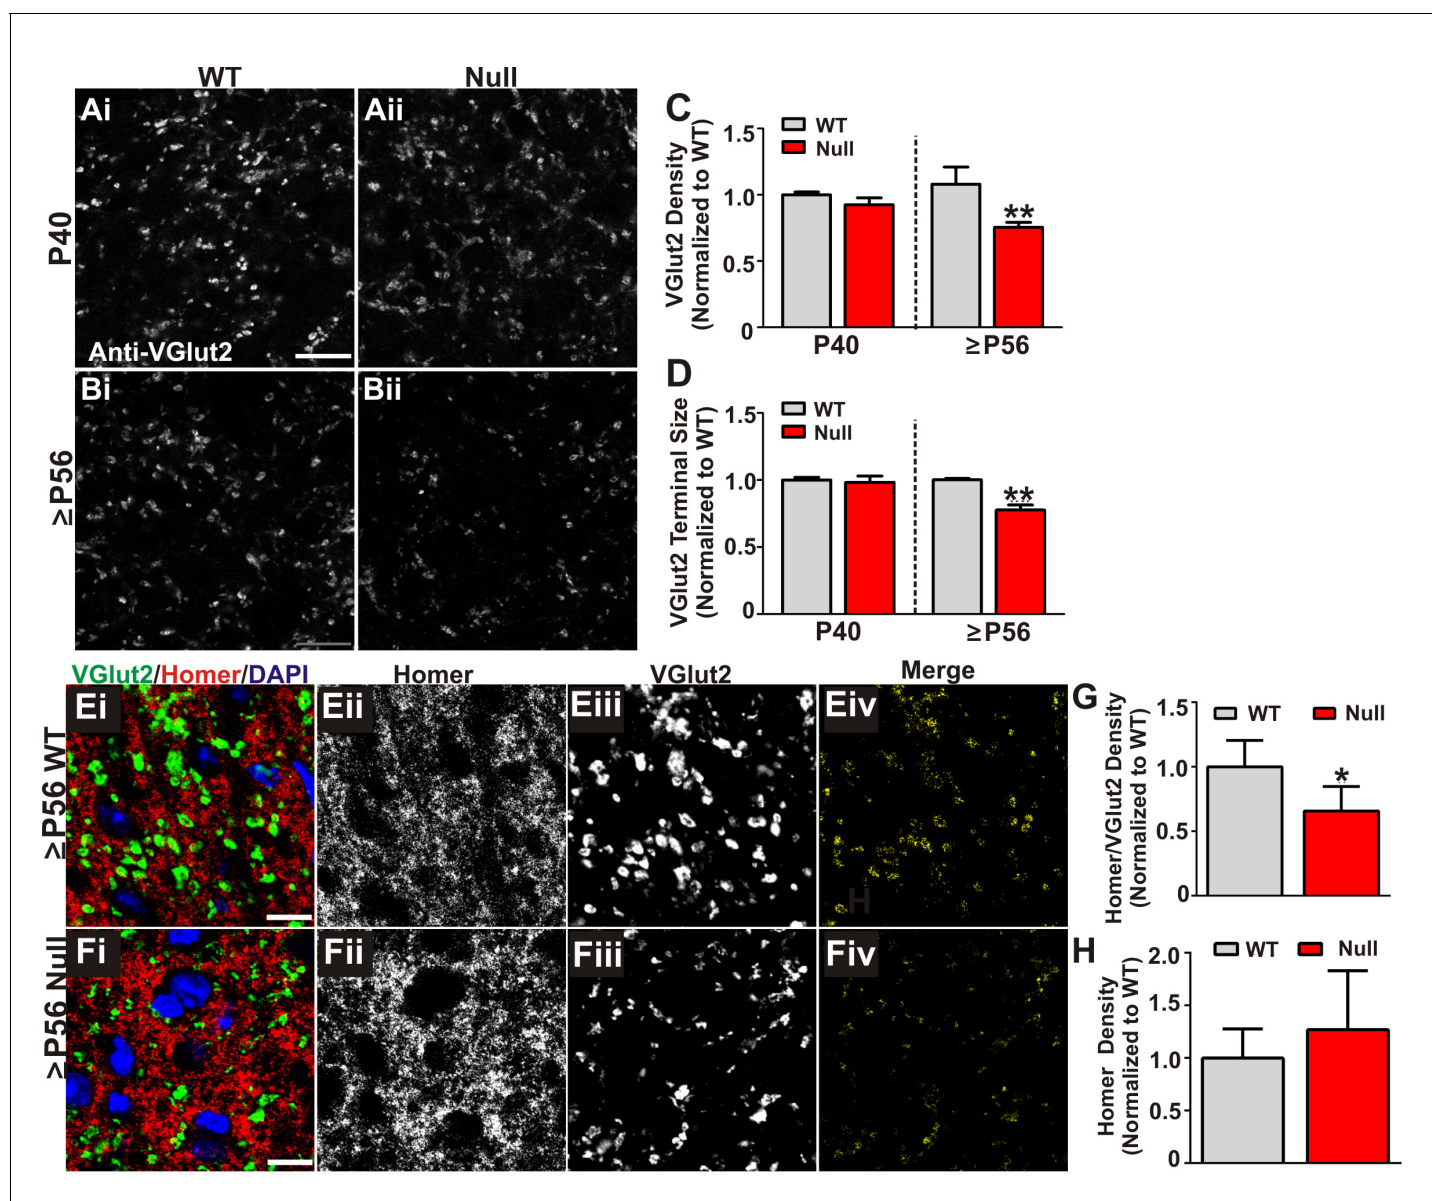 WT Null
P40
Ai
Aii
Anti-VGlut2
≥P56
Bi
Bii
C
VGlut2 Density
(Normalized to WT)
1.5
1.0
0.5
0
WT
Null
**
P40 ≥P56
D
VGlut2 Terminal Size
(Normalized to WT)
1.5
1.0
0.5
0
WT
Null
**
P40 ≥P56
VGlut2/Homer/DAPI Homer VGlut2 Merge
≥P56 WT
Ei
Eii
Eiii
Eiv
H
≥P56 Null
Fi
Fii
Fiii
Fiv
G
Homer/VGlut2 Density
(Normalized to WT)
1.5
1.0
0.5
0
WT Null
*
H
Homer Density
(Normalized to WT)
2.0
1.5
1.0
0.5
0
WT Null